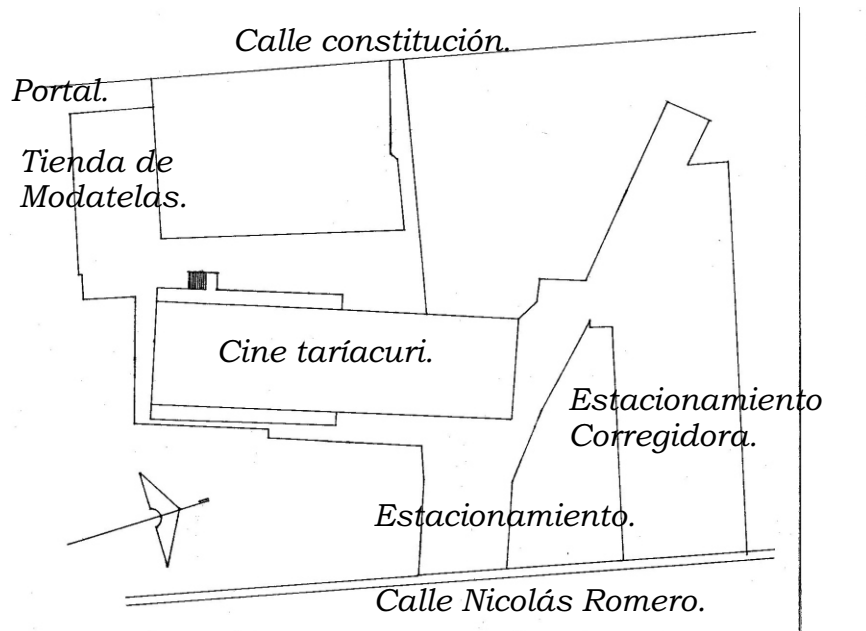 Calle constitución.
Portal.
Tienda de
Modatelas.
Cine taríacuri.
Estacionamiento
Corregidora.
Estacionamiento.
Calle Nicolás Romero.